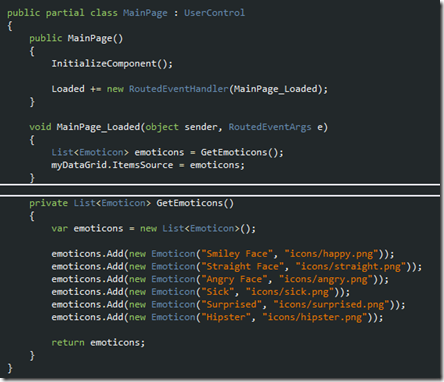 public partial class MainPage : UserControl
{
    public MainPage()
    {
        InitializeComponent();

        Loaded += new RoutedEventHandler(MainPage_Loaded);
    }

    void MainPage_Loaded(object sender, RoutedEventArgs e)
    {
        List<Emoticon> emoticons = GetEmoticons();
        myDataGrid.ItemsSource = emoticons;
    }

    private List<Emoticon> GetEmoticons()
    {
        var emoticons = new List<Emoticon>();

        emoticons.Add(new Emoticon("Smiley Face", "icons/happy.png"));
        emoticons.Add(new Emoticon("Straight Face", "icons/straight.png"));
        emoticons.Add(new Emoticon("Angry Face", "icons/angry.png"));
        emoticons.Add(new Emoticon("Sick", "icons/sick.png"));
        emoticons.Add(new Emoticon("Surprised", "icons/surprised.png"));
        emoticons.Add(new Emoticon("Hipster", "icons/hipster.png"));

        return emoticons;
    }
}